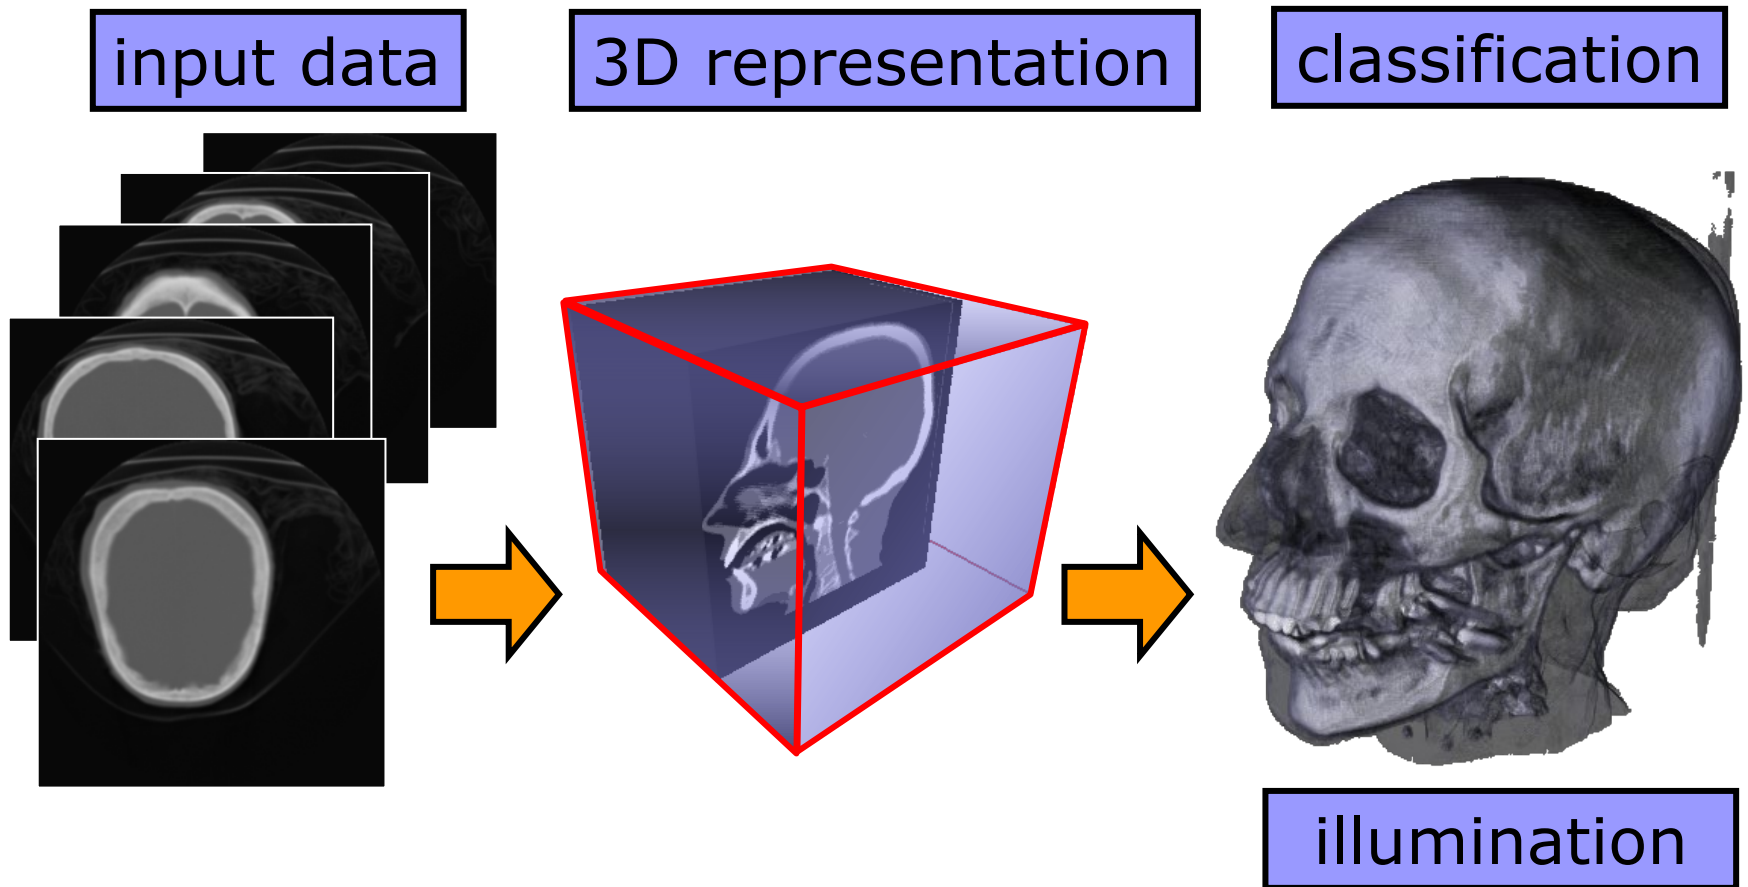 input data
3D representation
classification
illumination